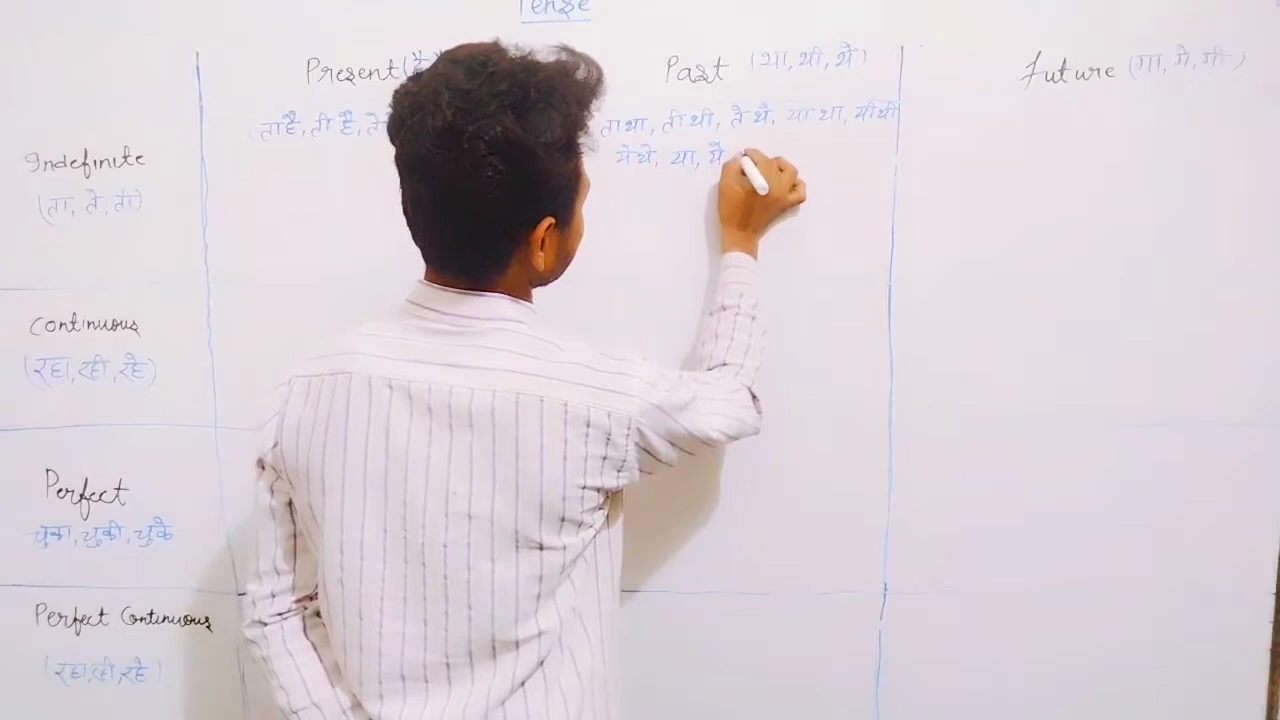 Tense
Present (है
Past (था, थी, थे)
Future (गा, गे, गी)
(ता है, ती है, ते
ता था, ती थी, ते थे, या था, यी थी
ये थे, या, ये
Indefinite
(ता, ते, ती)
Continuous
(रहा, रही, रहे)
Perfect
चुका, चुकी, चुके
Perfect Continuous
(रहा, रही, रहे)